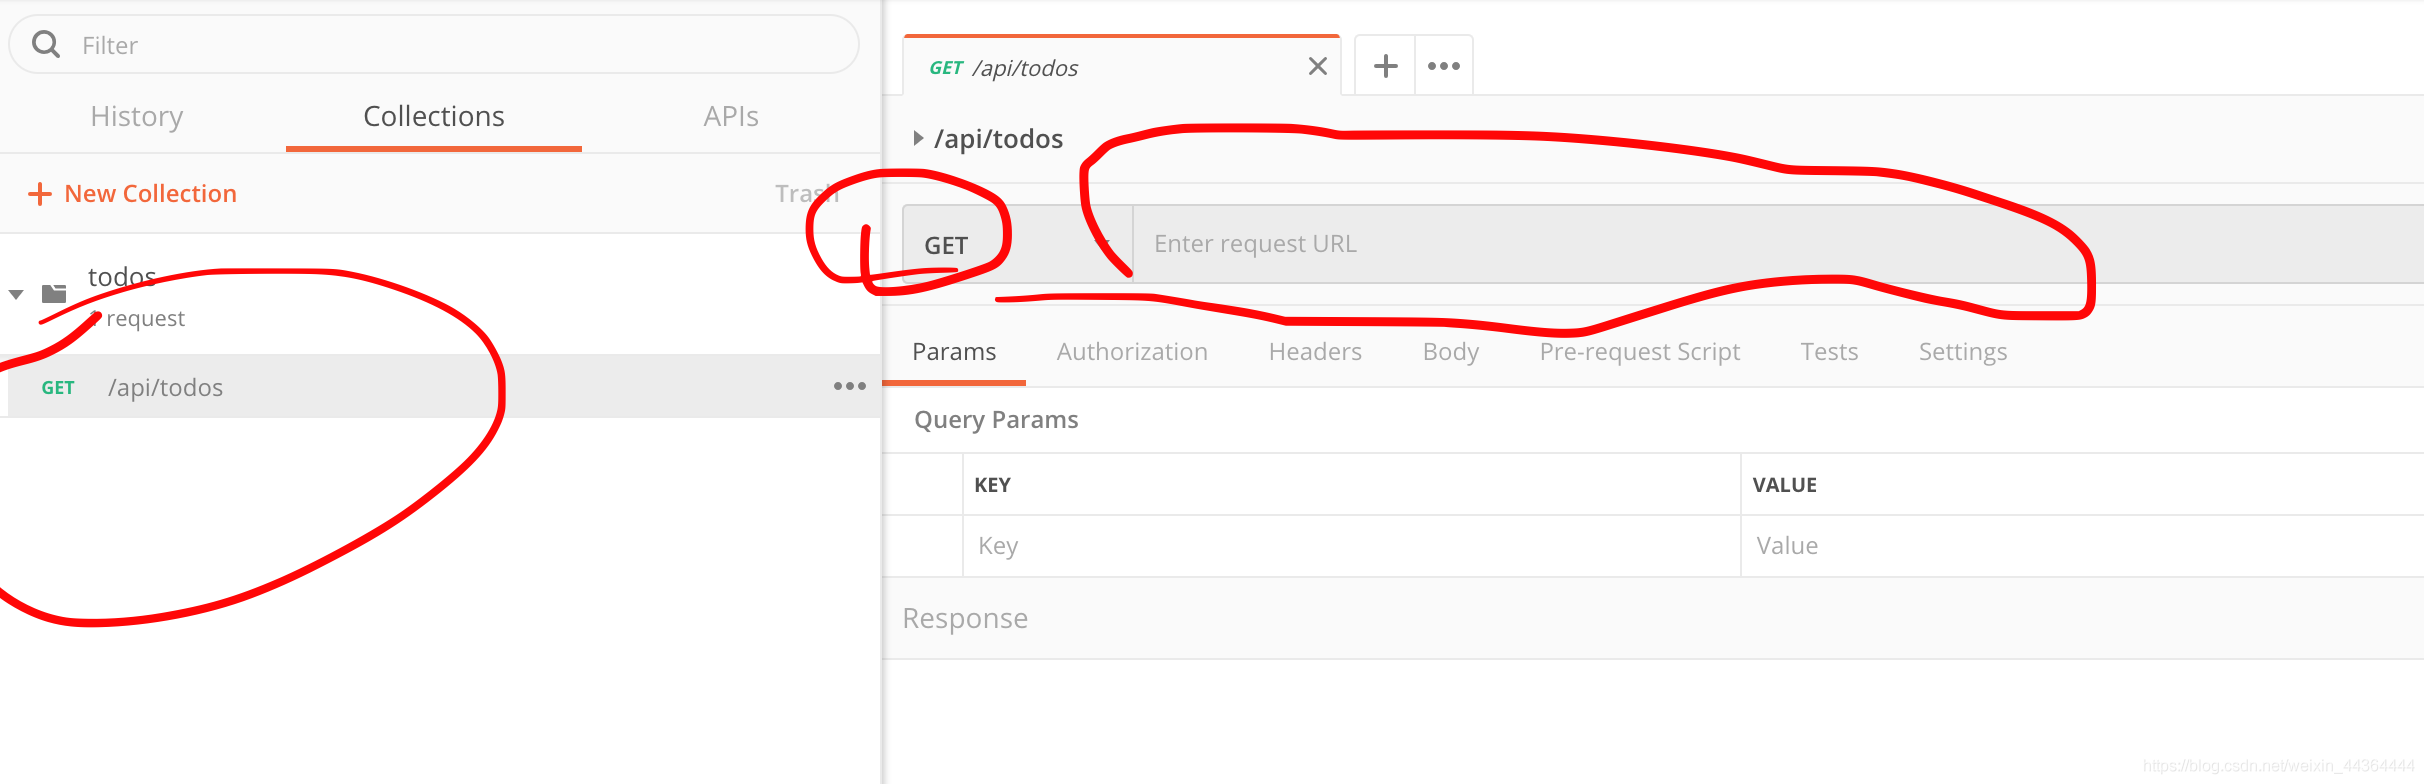 Filter
History Collections APIs
New Collection Trash
todos
1 request
GET /api/todos
GET /api/todos
/api/todos
GET Enter request URL
Params Authorization Headers Body Pre-request Script Tests Settings
Query Params
KEY VALUE
Key Value
Response
https://blog.csdn.net/weixin_44364444